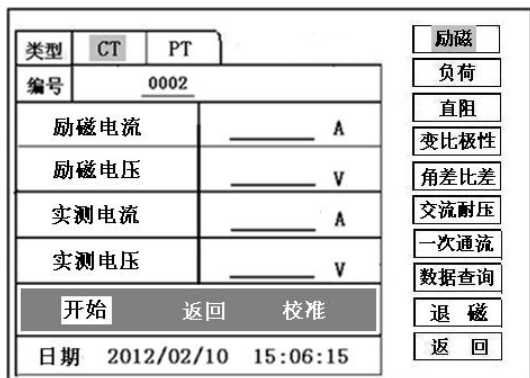 类型 CT PT
编号 0002
励磁电流 A
励磁电压 V
实测电流 A
实测电压 V
开始 返回 校准
日期 2012/02/10 15:06:15
励磁
负荷
直阻
变比极性
角差比差
交流耐压
一次通流
数据查询
退 磁
返 回